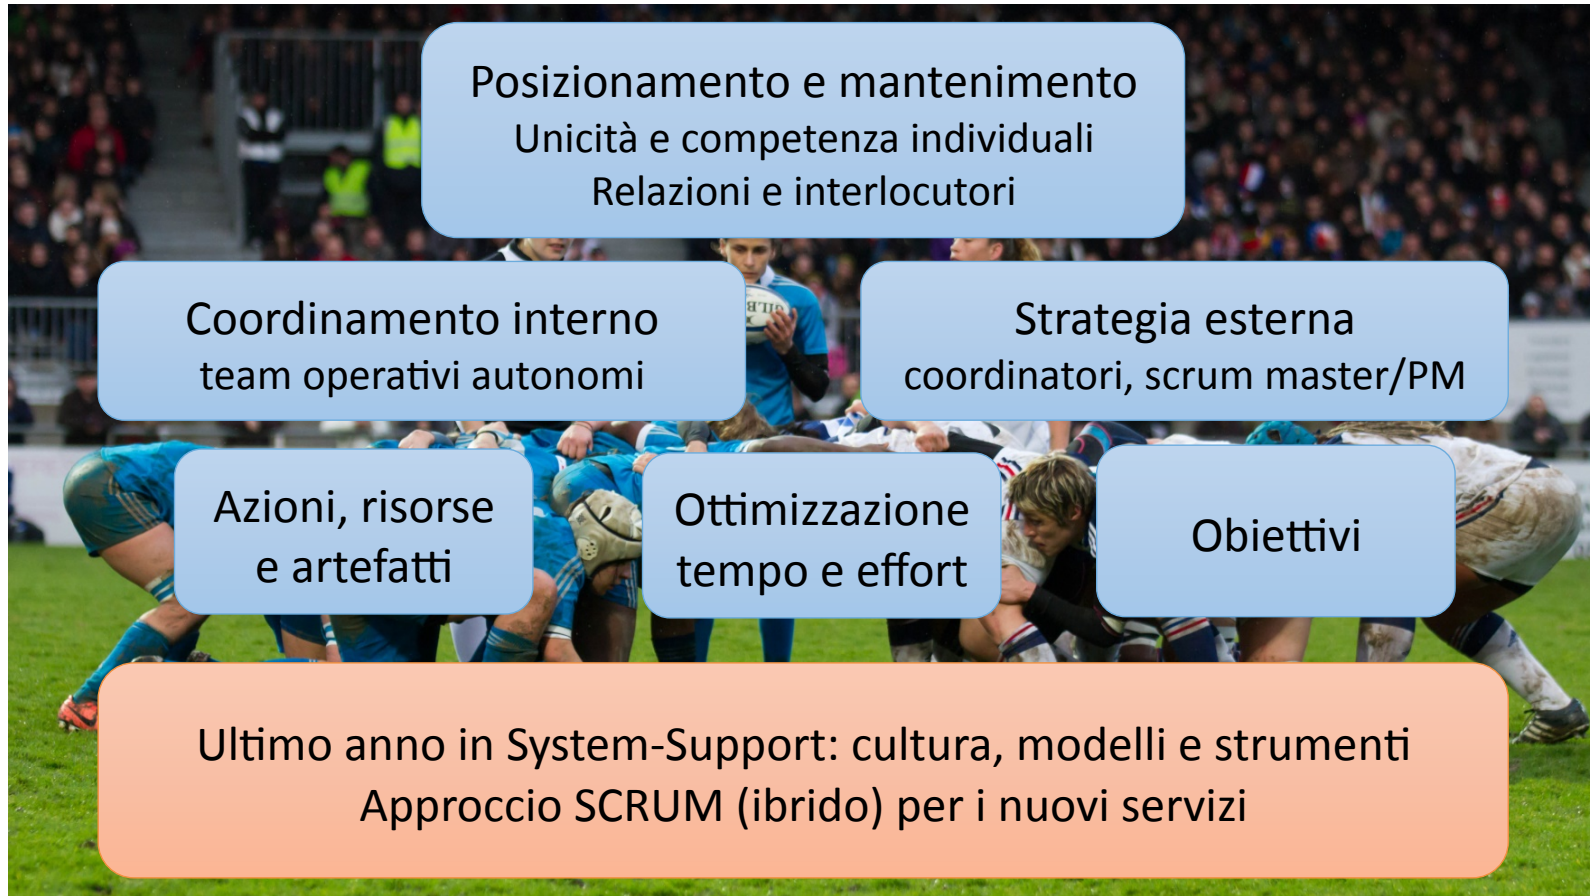 Posizionamento e mantenimento
Unicità e competenza individuali
Relazioni e interlocutori
Coordinamento interno
team operativi autonomi
Strategia esterna
coordinatori, scrum master/PM
Azioni, risorse
e artefatti
Ottimizzazione
tempo e effort
Obiettivi
Ultimo anno in System-Support: cultura, modelli e strumenti
Approccio SCRUM (ibrido) per i nuovi servizi